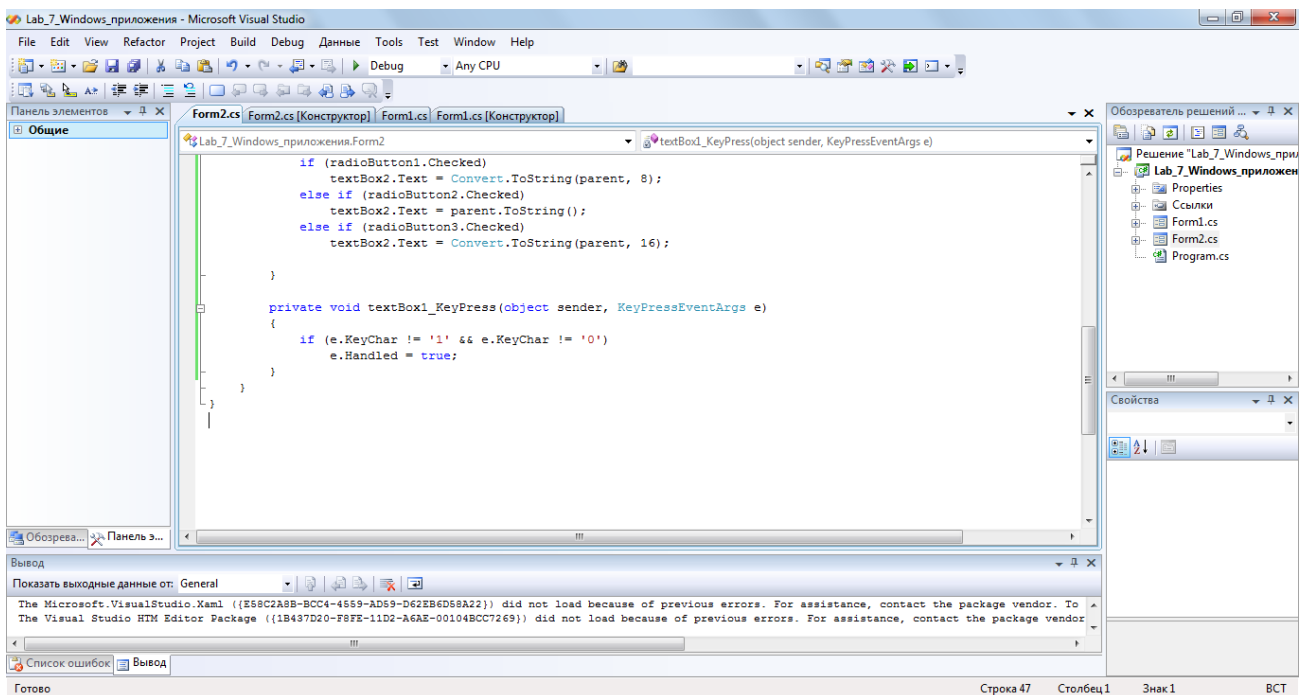 Lab_7_Windows_приложения - Microsoft Visual Studio
File Edit View Refactor Project Build Debug Данные Tools Test Window Help
Debug Any CPU
Панель элементов
Общие
Form2.cs Form2.cs [Конструктор] Form1.cs Form1.cs [Конструктор]
Lab_7_Windows_приложения.Form2 textBox1_KeyPress(object sender, KeyPressEventArgs e)
if (radioButton1.Checked)
textBox2.Text = Convert.ToString(parent, 8);
else if (radioButton2.Checked)
textBox2.Text = parent.ToString();
else if (radioButton3.Checked)
textBox2.Text = Convert.ToString(parent, 16);
}
private void textBox1_KeyPress(object sender, KeyPressEventArgs e)
{
if (e.KeyChar != '1' && e.KeyChar != '0')
e.Handled = true;
}
}
}
Обозрева... Панель э...
Обозреватель решений ...
Решение "Lab_7_Windows_при
Lab_7_Windows_приложен
Properties
Ссылки
Form1.cs
Form2.cs
Program.cs
Свойства
Вывод
Показать выходные данные от: General
The Microsoft.VisualStudio.Xaml ({E58C2A8B-BCC4-4559-AD59-D62EB6D58A22}) did not load because of previous errors. For assistance, contact the package vendor. To
The Visual Studio HTM Editor Package ({1B437D20-F8FE-11D2-A6AE-00104BCC7269}) did not load because of previous errors. For assistance, contact the package vendor
Список ошибок Вывод
Готово Строка 47 Столбец 1 Знак 1 ВСТ